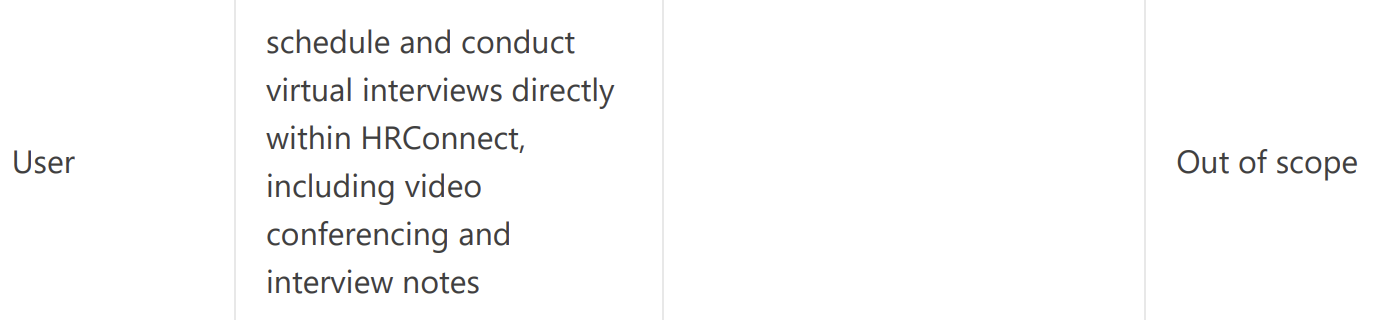 User
schedule and conduct
virtual interviews directly
within HRConnect,
including video
conferencing and
interview notes
Out of scope